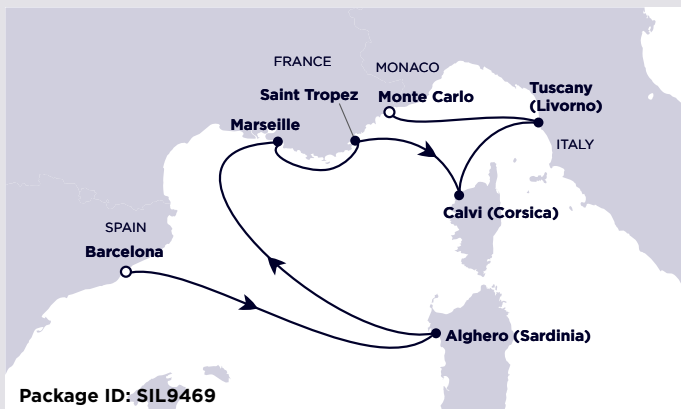 FRANCE
MONACO
Saint Tropez
Monte Carlo
Tuscany
(Livorno)
Marseille
ITALY
Calvi (Corsica)
SPAIN
Barcelona
Alghero (Sardinia)
Package ID: SIL9469